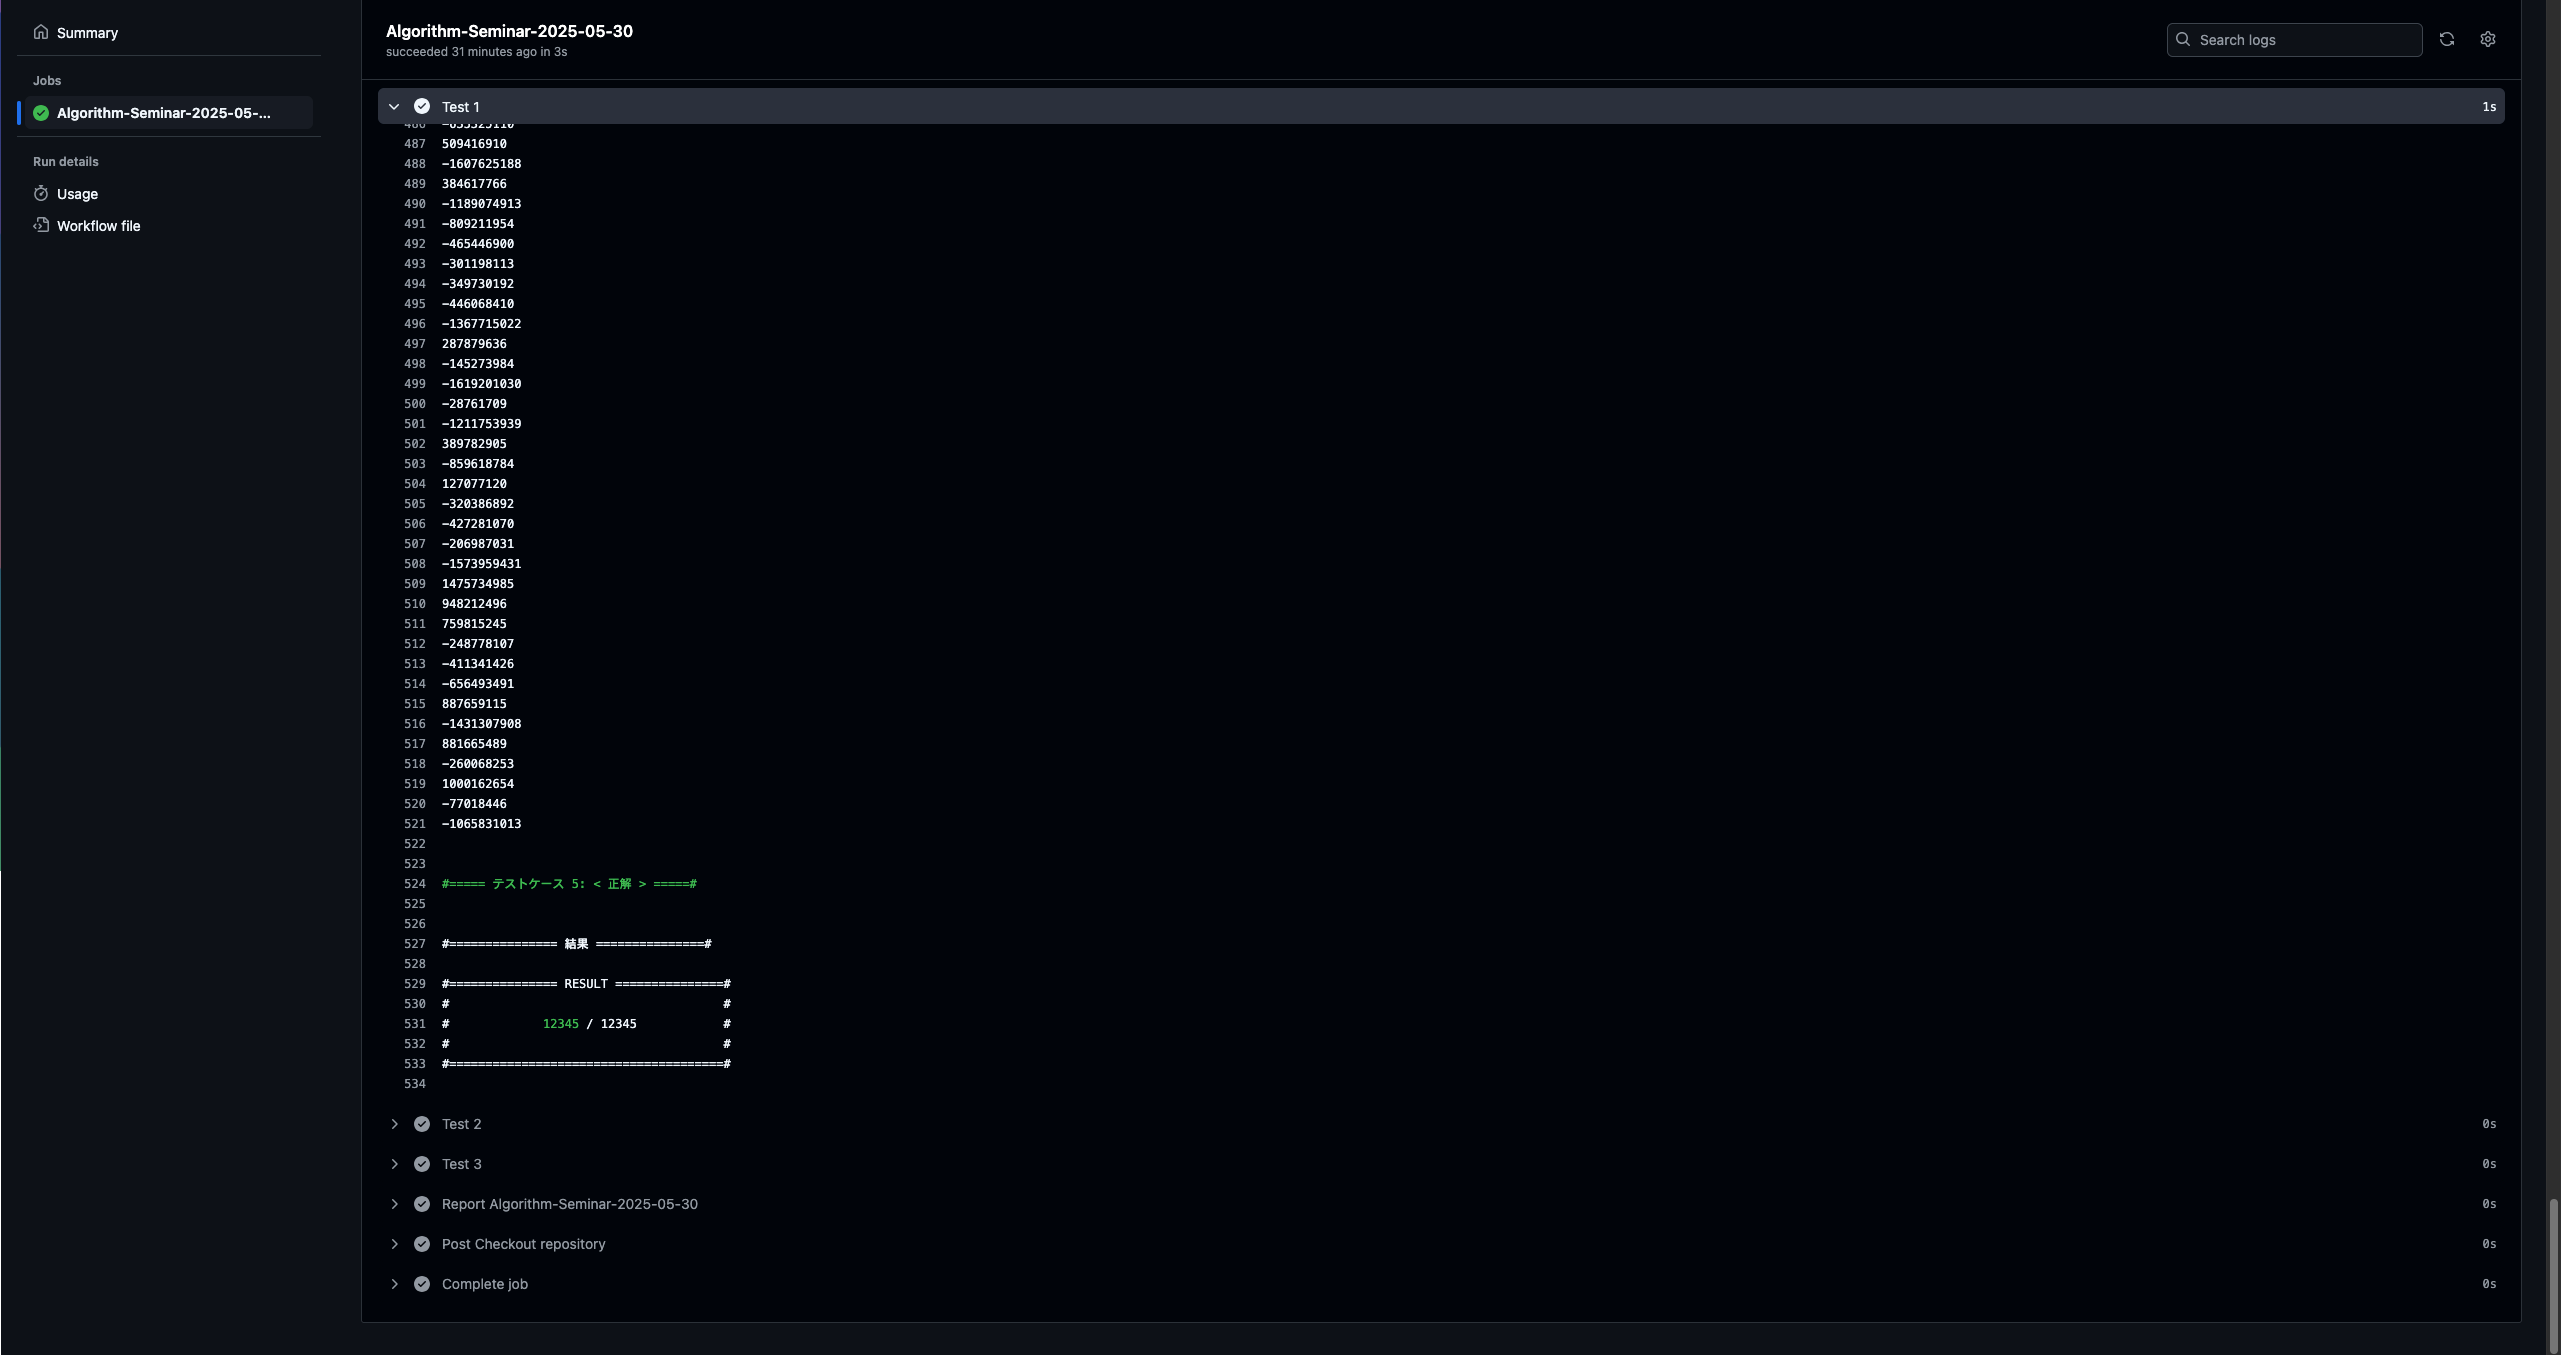 Summary
Jobs
Algorithm-Seminar-2025-05-...
Run details
Usage
Workflow file
Algorithm-Seminar-2025-05-30
succeeded 31 minutes ago in 3s
Search logs
Test 1 1s
487 509416910
488 -1607625188
489 384617766
490 -1189074913
491 -809211954
492 -465446900
493 -301198113
494 -349730192
495 -446068410
496 -1367715022
497 287879636
498 -145273984
499 -1619201030
500 -28761709
501 -1211753939
502 389782905
503 -859618784
504 127077120
505 -320386892
506 -427281070
507 -206987031
508 -1573959431
509 1475734985
510 948212496
511 759815245
512 -248778107
513 -411341426
514 -656493491
515 887659115
516 -1431307908
517 881665489
518 -260068253
519 1000162654
520 -77018446
521 -1065831013
522
523
524 #===== テストケース 5: < 正解 > =====#
525
526
527 #=============== 結果 ===============#
528
529 #=============== RESULT ===============#
530 # #
531 # 12345 / 12345 #
532 # #
533 #======================================#
534
Test 2 0s
Test 3 0s
Report Algorithm-Seminar-2025-05-30 0s
Post Checkout repository 0s
Complete job 0s